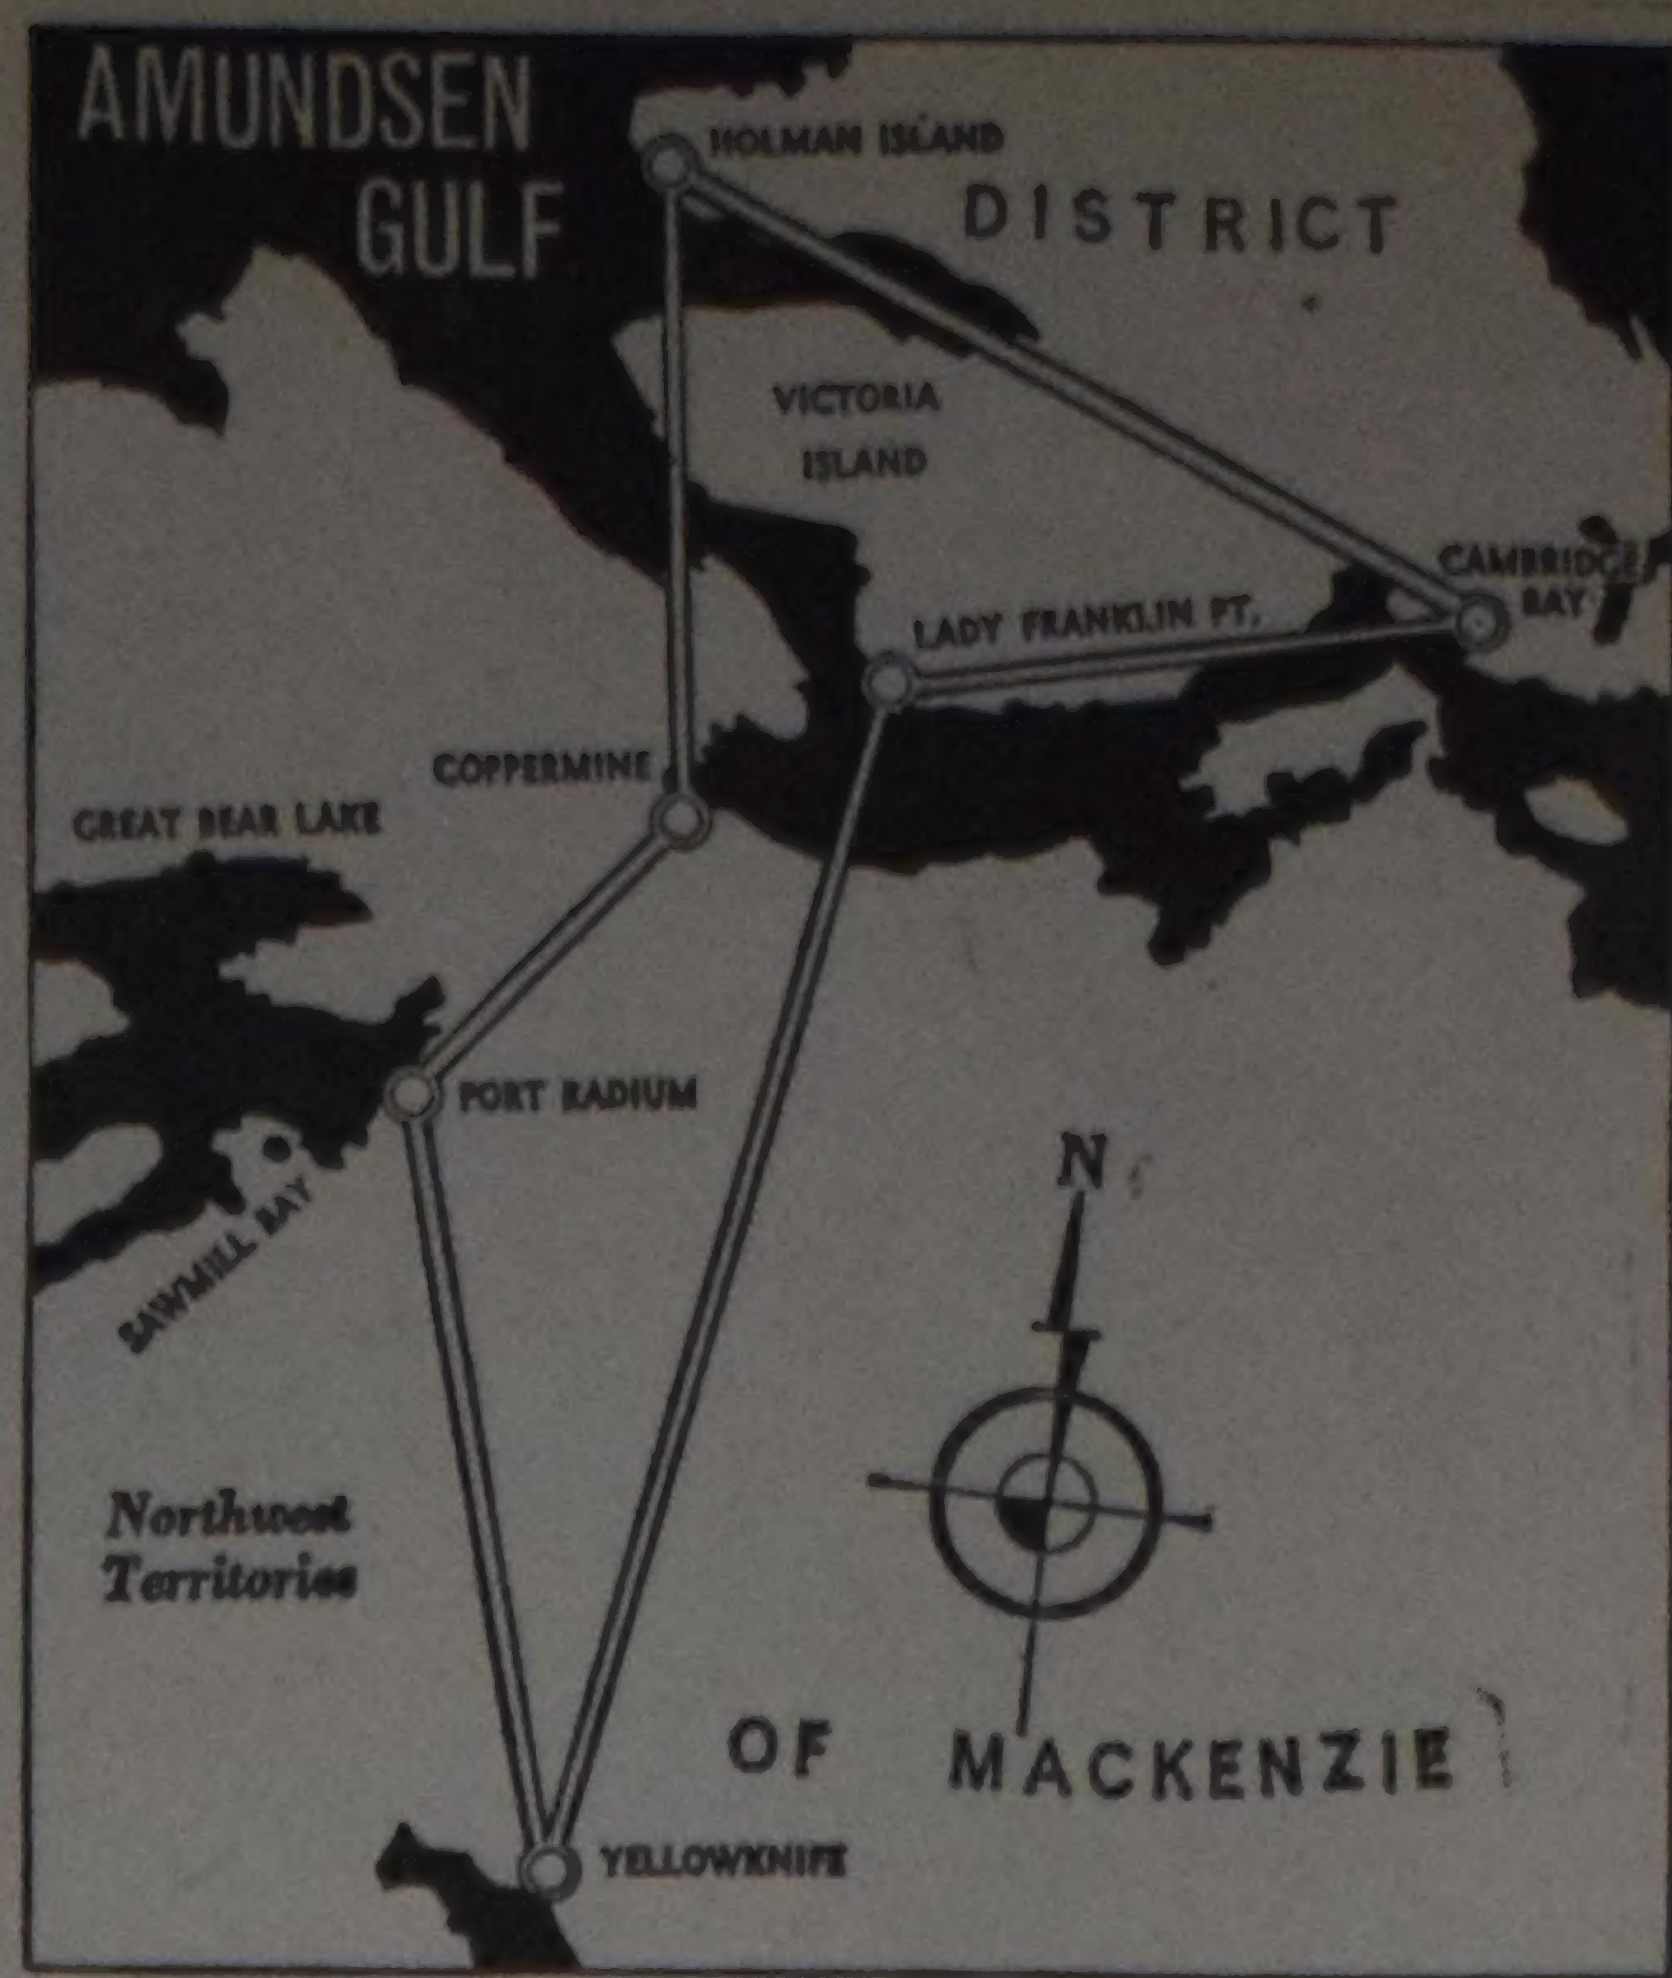 AMUNDSEN
GULF
HOLMAN ISLAND
DISTRICT
VICTORIA
ISLAND
CAMBRIDGE
BAY
LADY FRANKLIN PT.
COPPERMINE
GREAT BEAR LAKE
PORT RADIUM
SAWMILL BAY
N
Northwest
Territories
OF MACKENZIE
YELLOWKNIFE